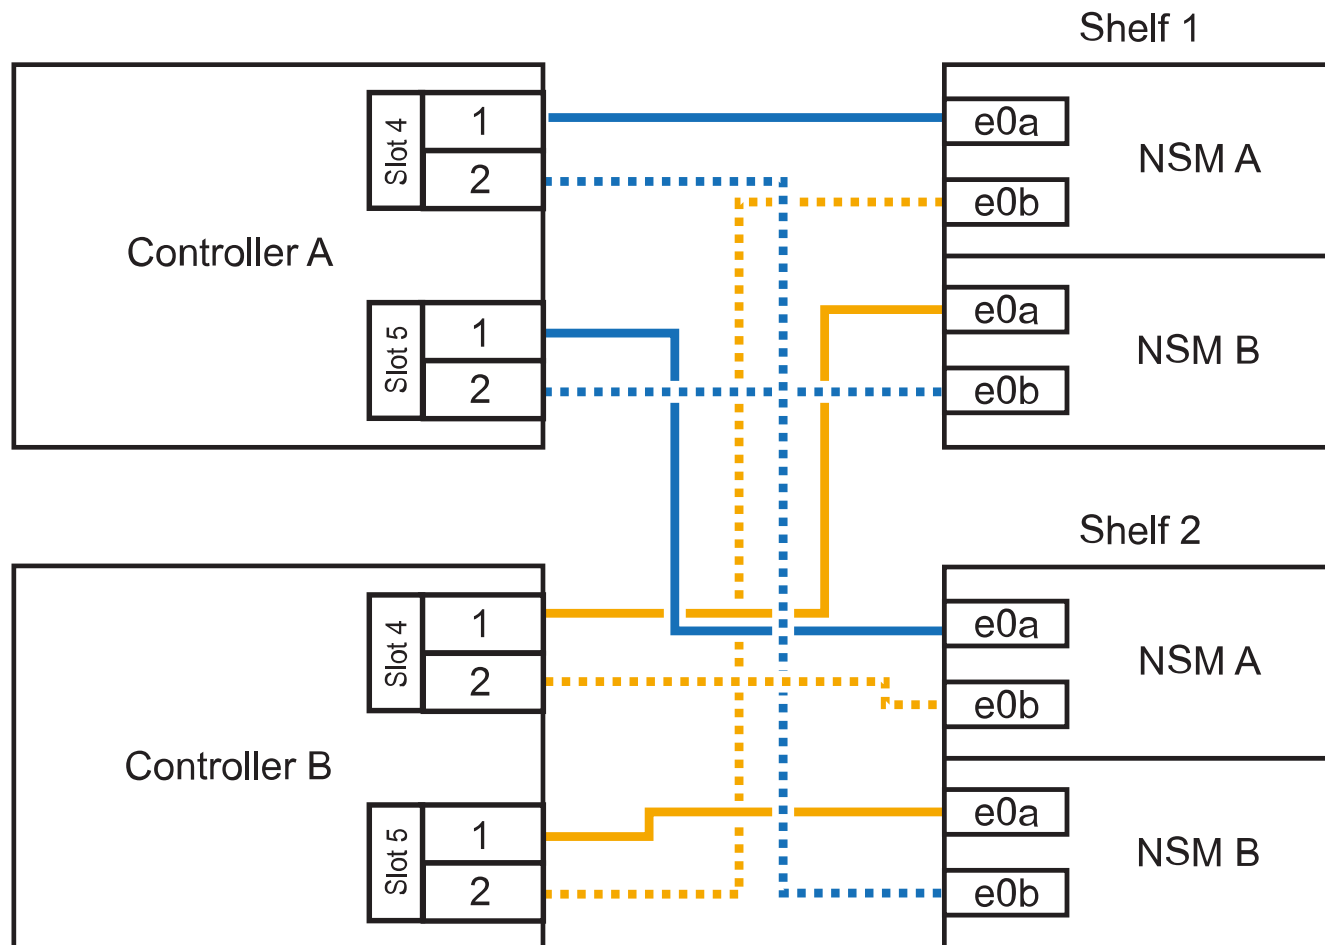 Shelf 1
Controller A
Slot 4
1
2
Slot 5
1
2
e0a
e0b
NSM A
e0a
e0b
NSM B
Shelf 2
Controller B
Slot 4
1
2
Slot 5
1
2
e0a
e0b
NSM A
e0a
e0b
NSM B